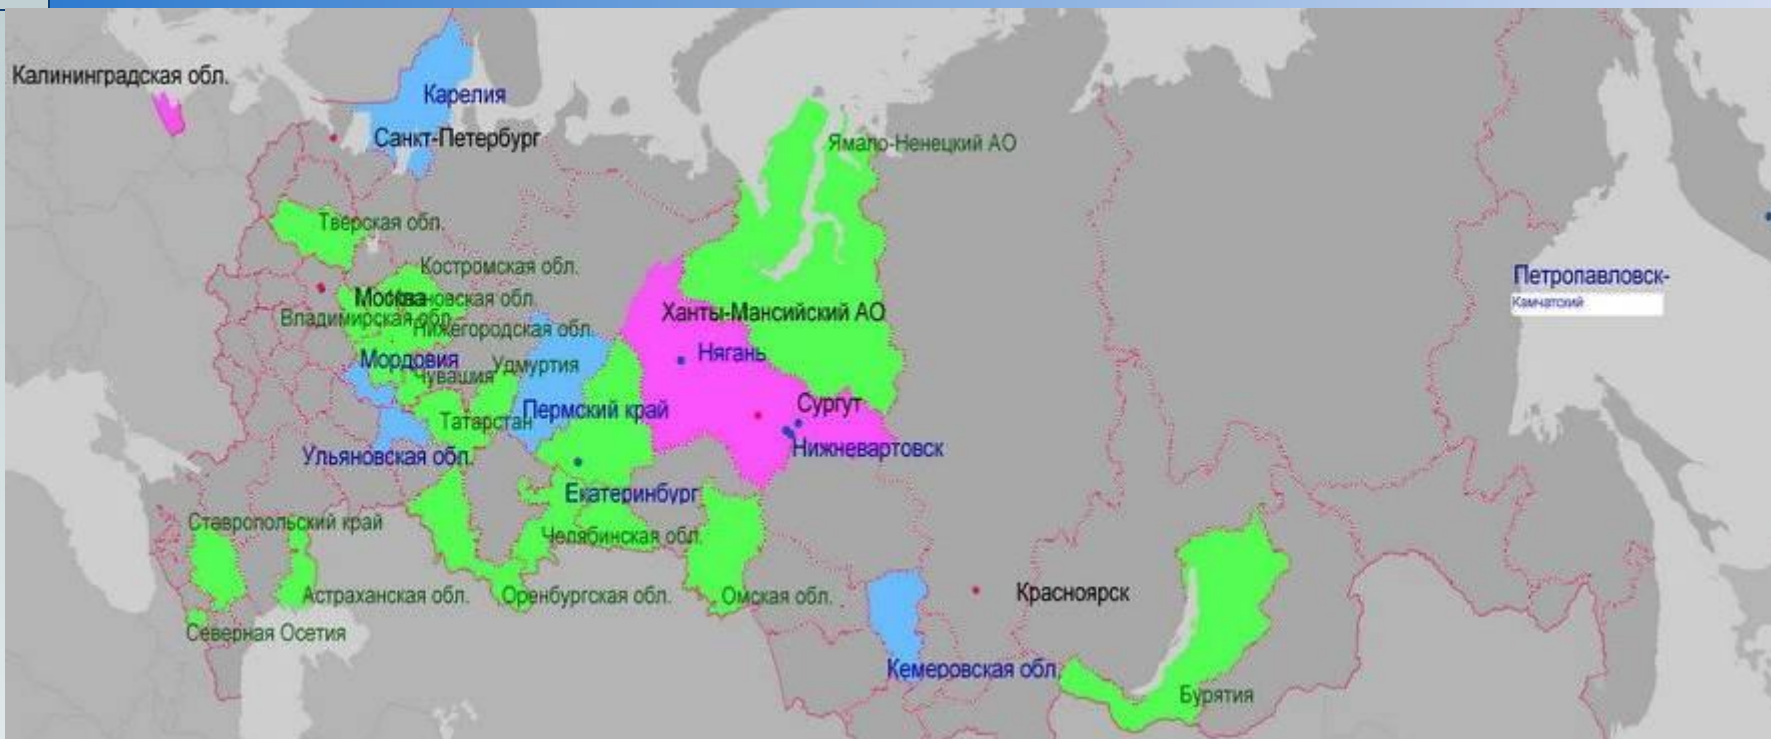 Калининградская обл.
Карелия
Санкт-Петербург
Ямало-Ненецкий АО
Тверская обл.
Костромская обл.
Петропавловск-
Камчатский
Москва
Ивановская обл.
Владимирская обл.
Ханты-Мансийский АО
Нижегородская обл.
Мордовия
Нягань
Удмуртия
Чувашия
Сургут
Пермский край
Татарстан
Нижневартовск
Ульяновская обл.
Екатеринбург
Ставропольский край
Челябинская обл.
Астраханская обл.
Оренбургская обл.
Омская обл.
Красноярск
Северная Осетия
Кемеровская обл.
Бурятия